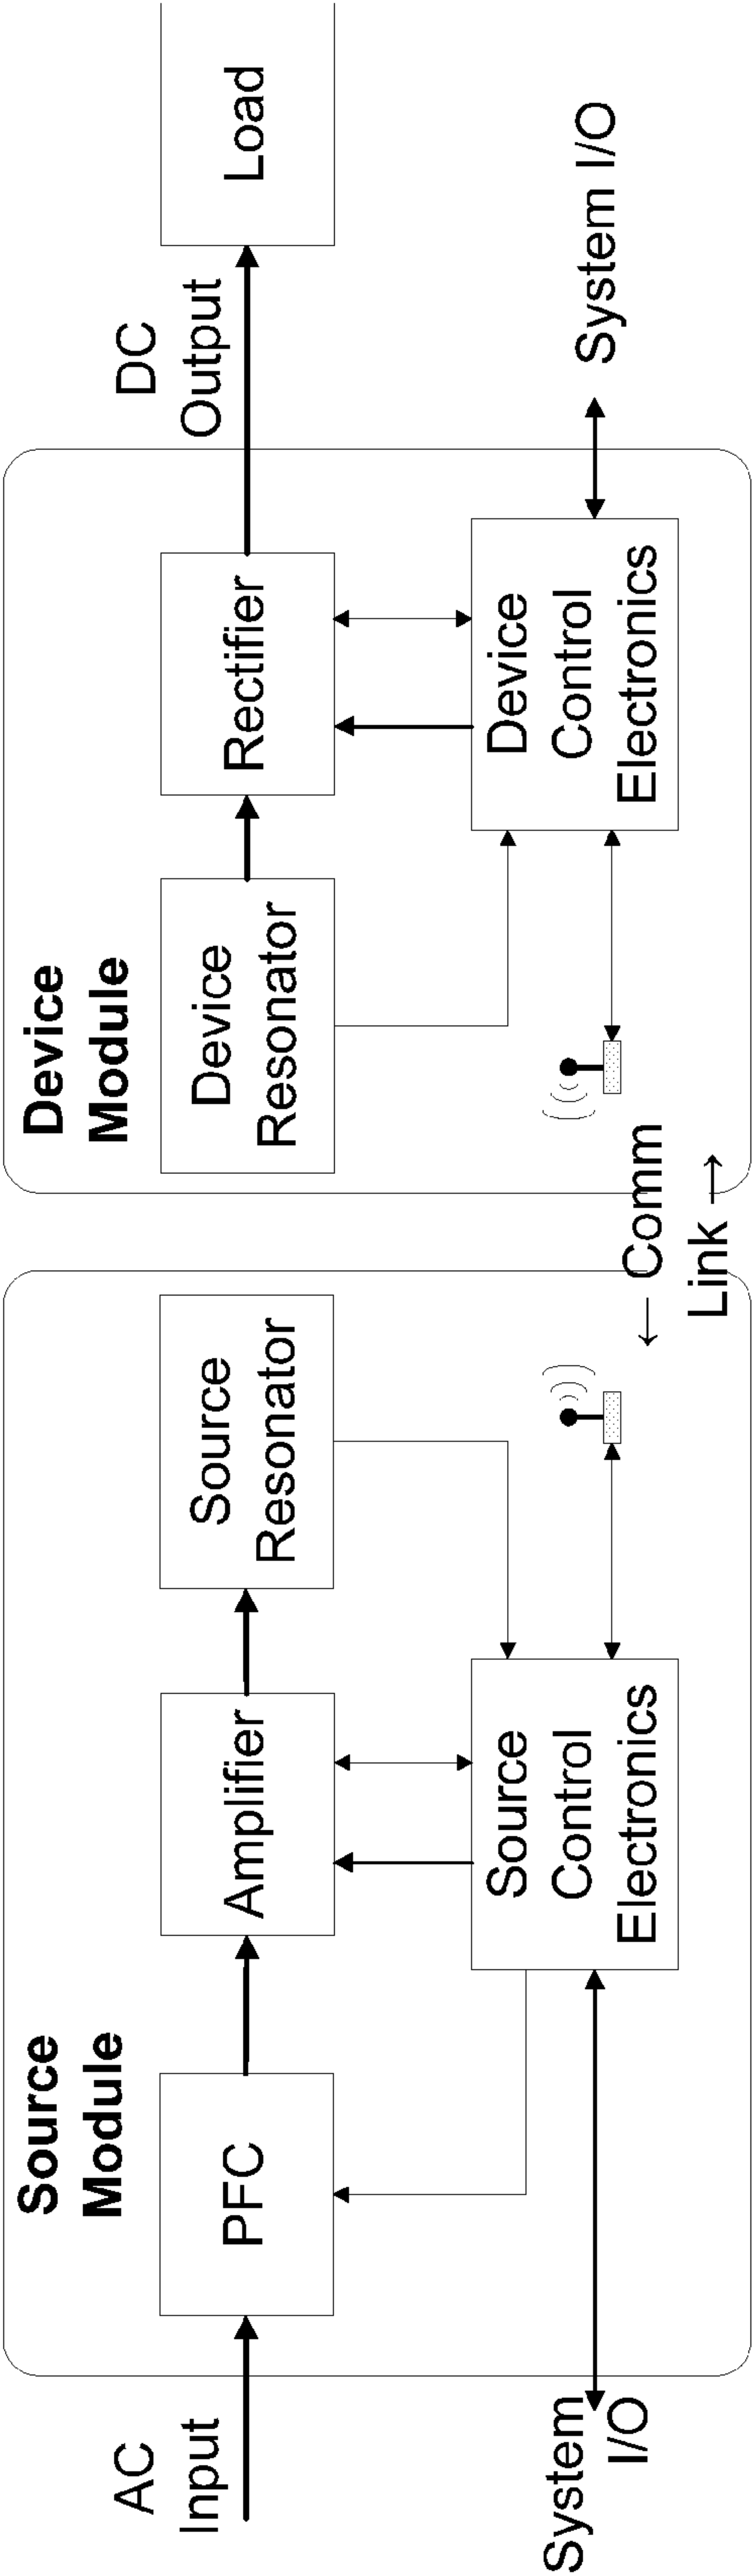 Source
Module
Device
Module
AC
Input
PFC
Amplifier
Source
Resonator
Device
Resonator
Rectifier
DC
Output
Load
System
I/O
Source
Control
Electronics
← Comm
Link →
Device
Control
Electronics
System I/O